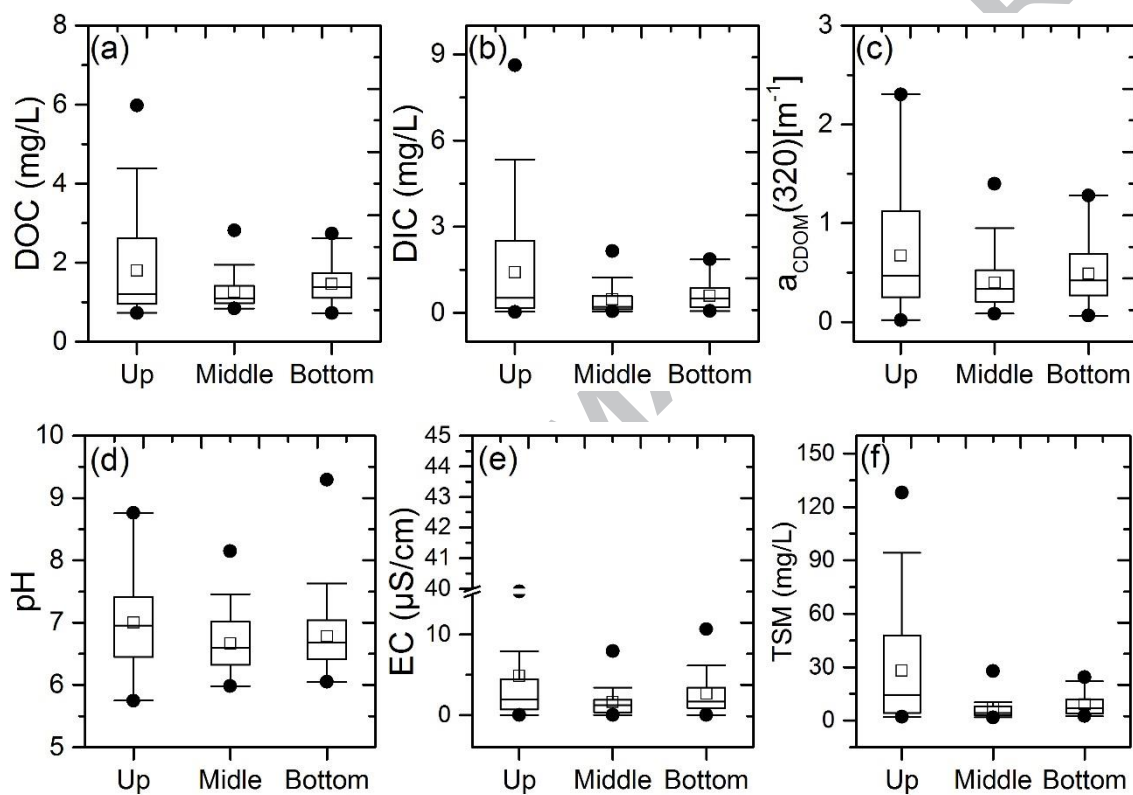 (a)
DOC (mg/L)
8
6
4
2
0
Up Middle Bottom
(b)
DIC (mg/L)
9
6
3
0
Up Middle Bottom
(c)
aCDOM(320)[m-1]
3
2
1
0
Up Middle Bottom
(d)
pH
10
9
8
7
6
5
Up Midlle Bottom
(e)
EC (μS/cm)
45
44
43
42
41
40
10
0
Up Middle Bottom
(f)
TSM (mg/L)
150
120
90
60
30
0
Up Middle Bottom